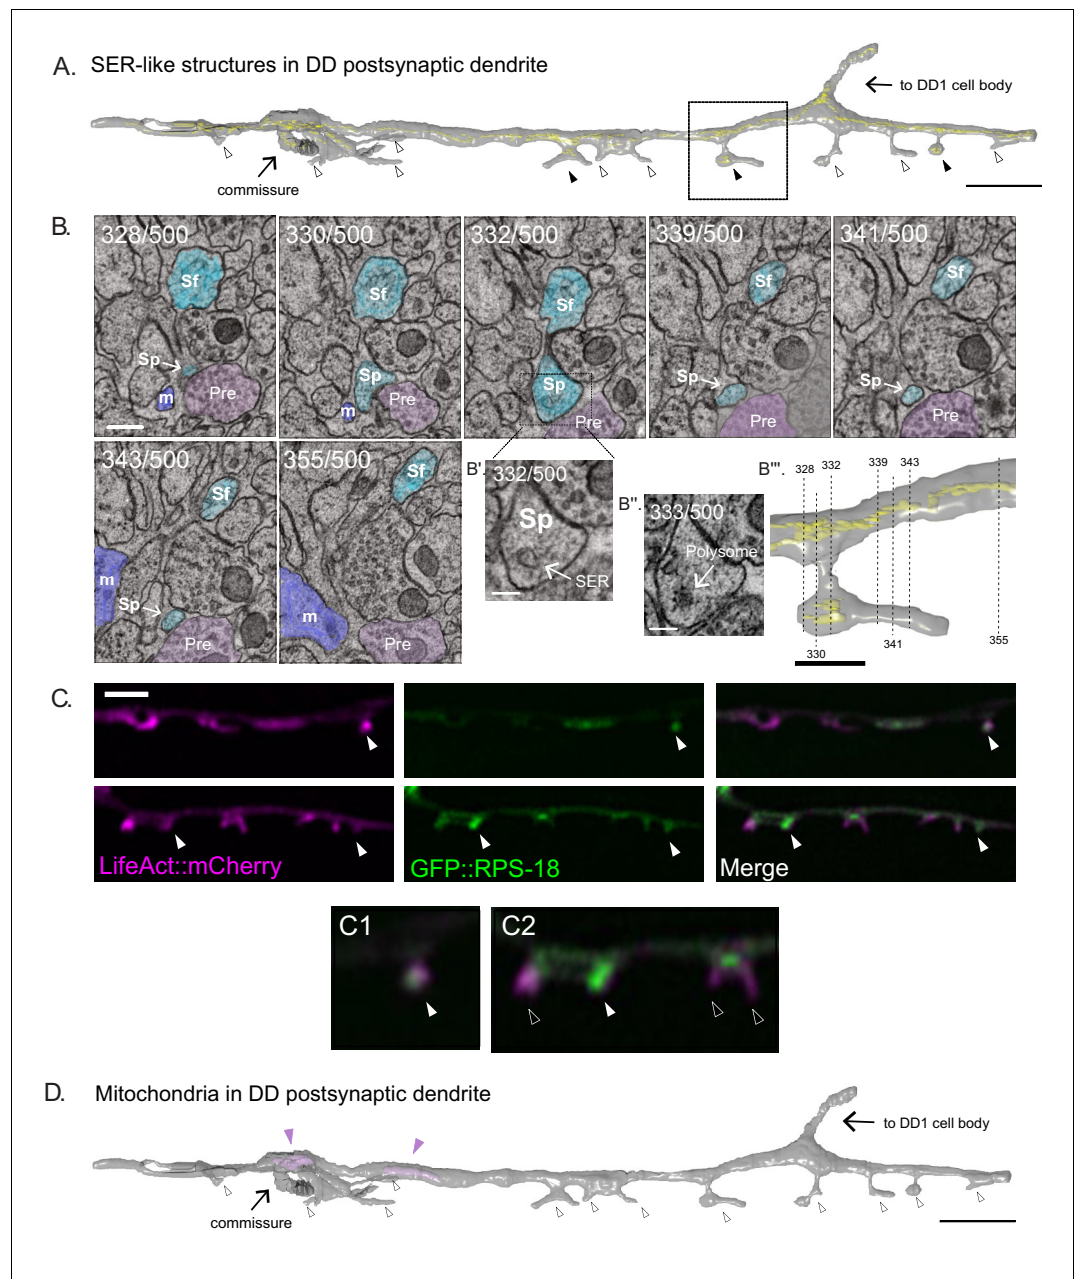 A. SER-like structures in DD postsynaptic dendrite
to DD1 cell body
commissure
B.
328/500
Sf
Sp
m
Pre
330/500
Sf
Sp
m
Pre
332/500
Sf
Sp
Pre
339/500
Sf
Sp
Pre
341/500
Sf
Sp
Pre
343/500
Sf
m
Sp
Pre
355/500
Sf
m
Pre
B'.
332/500
Sp
SER
B''.
333/500
Polysome
B'''.
328 332 339 343 355
330 341
C.
LifeAct::mCherry
GFP::RPS-18
Merge
C1
C2
D. Mitochondria in DD postsynaptic dendrite
to DD1 cell body
commissure